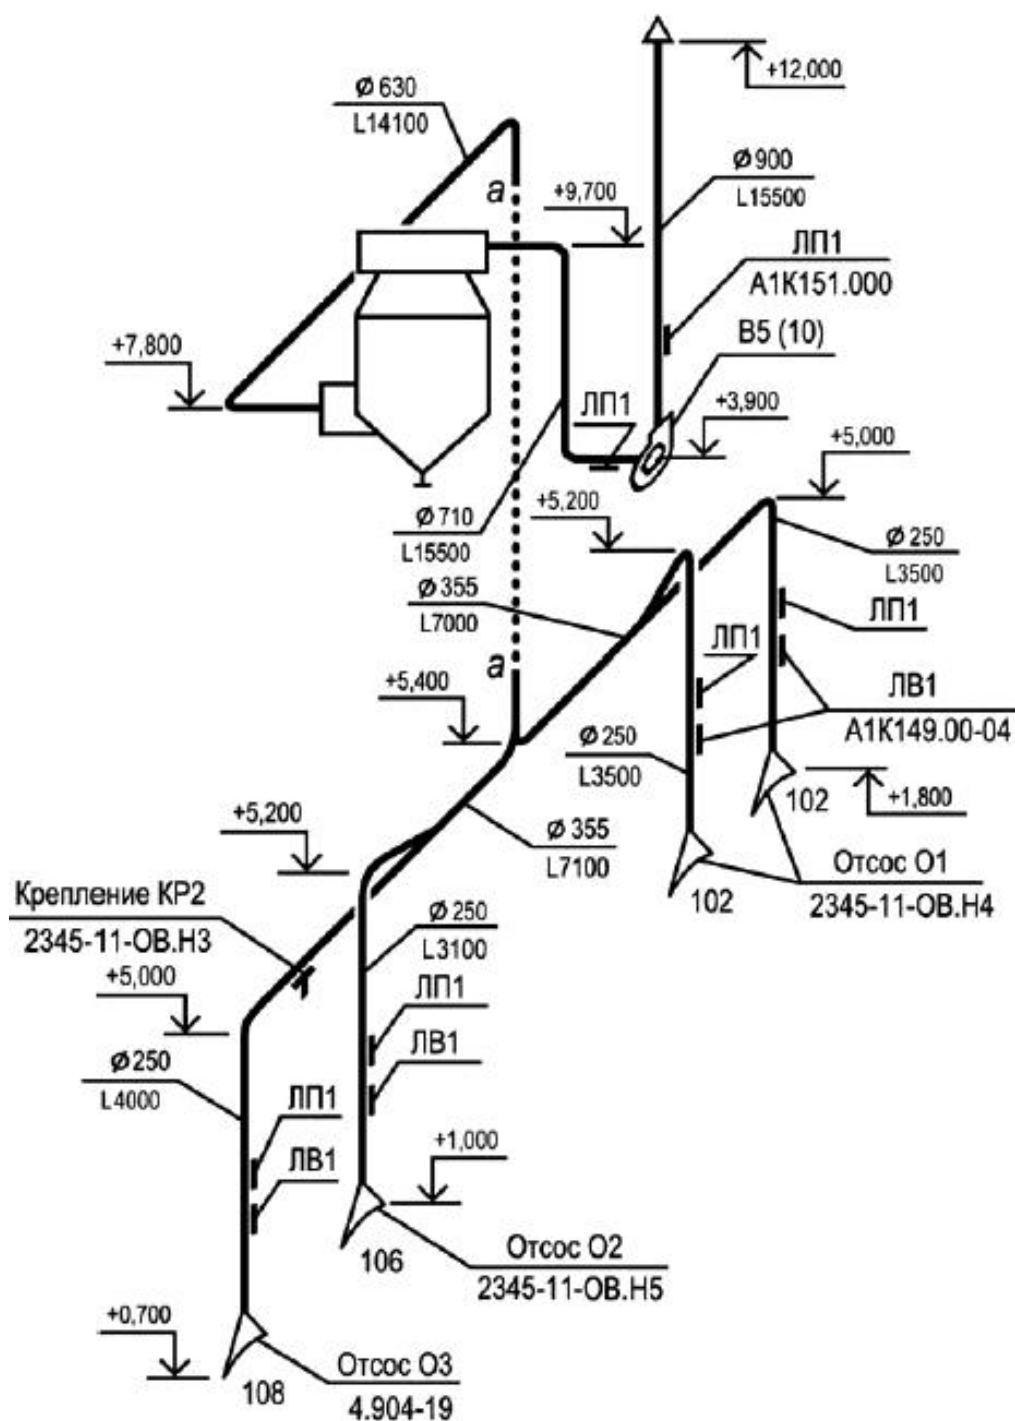 +12,000
Ø 630
L14100
Ø 900
L15500
а
+9,700
ЛП1
А1К151.000
В5 (10)
+7,800
ЛП1
+3,900
+5,000
Ø 710
L15500
+5,200
Ø 250
L3500
Ø 355
L7000
ЛП1
ЛП1
а
+5,400
ЛВ1
А1К149.00-04
Ø 250
L3500
102
+1,800
+5,200
Ø 355
L7100
Отсос О1
2345-11-ОВ.Н4
102
Крепление КР2
2345-11-ОВ.Н3
Ø 250
L3100
+5,000
ЛП1
ЛВ1
Ø 250
L4000
ЛП1
ЛВ1
+1,000
106
Отсос О2
2345-11-ОВ.Н5
+0,700
108
Отсос О3
4.904-19